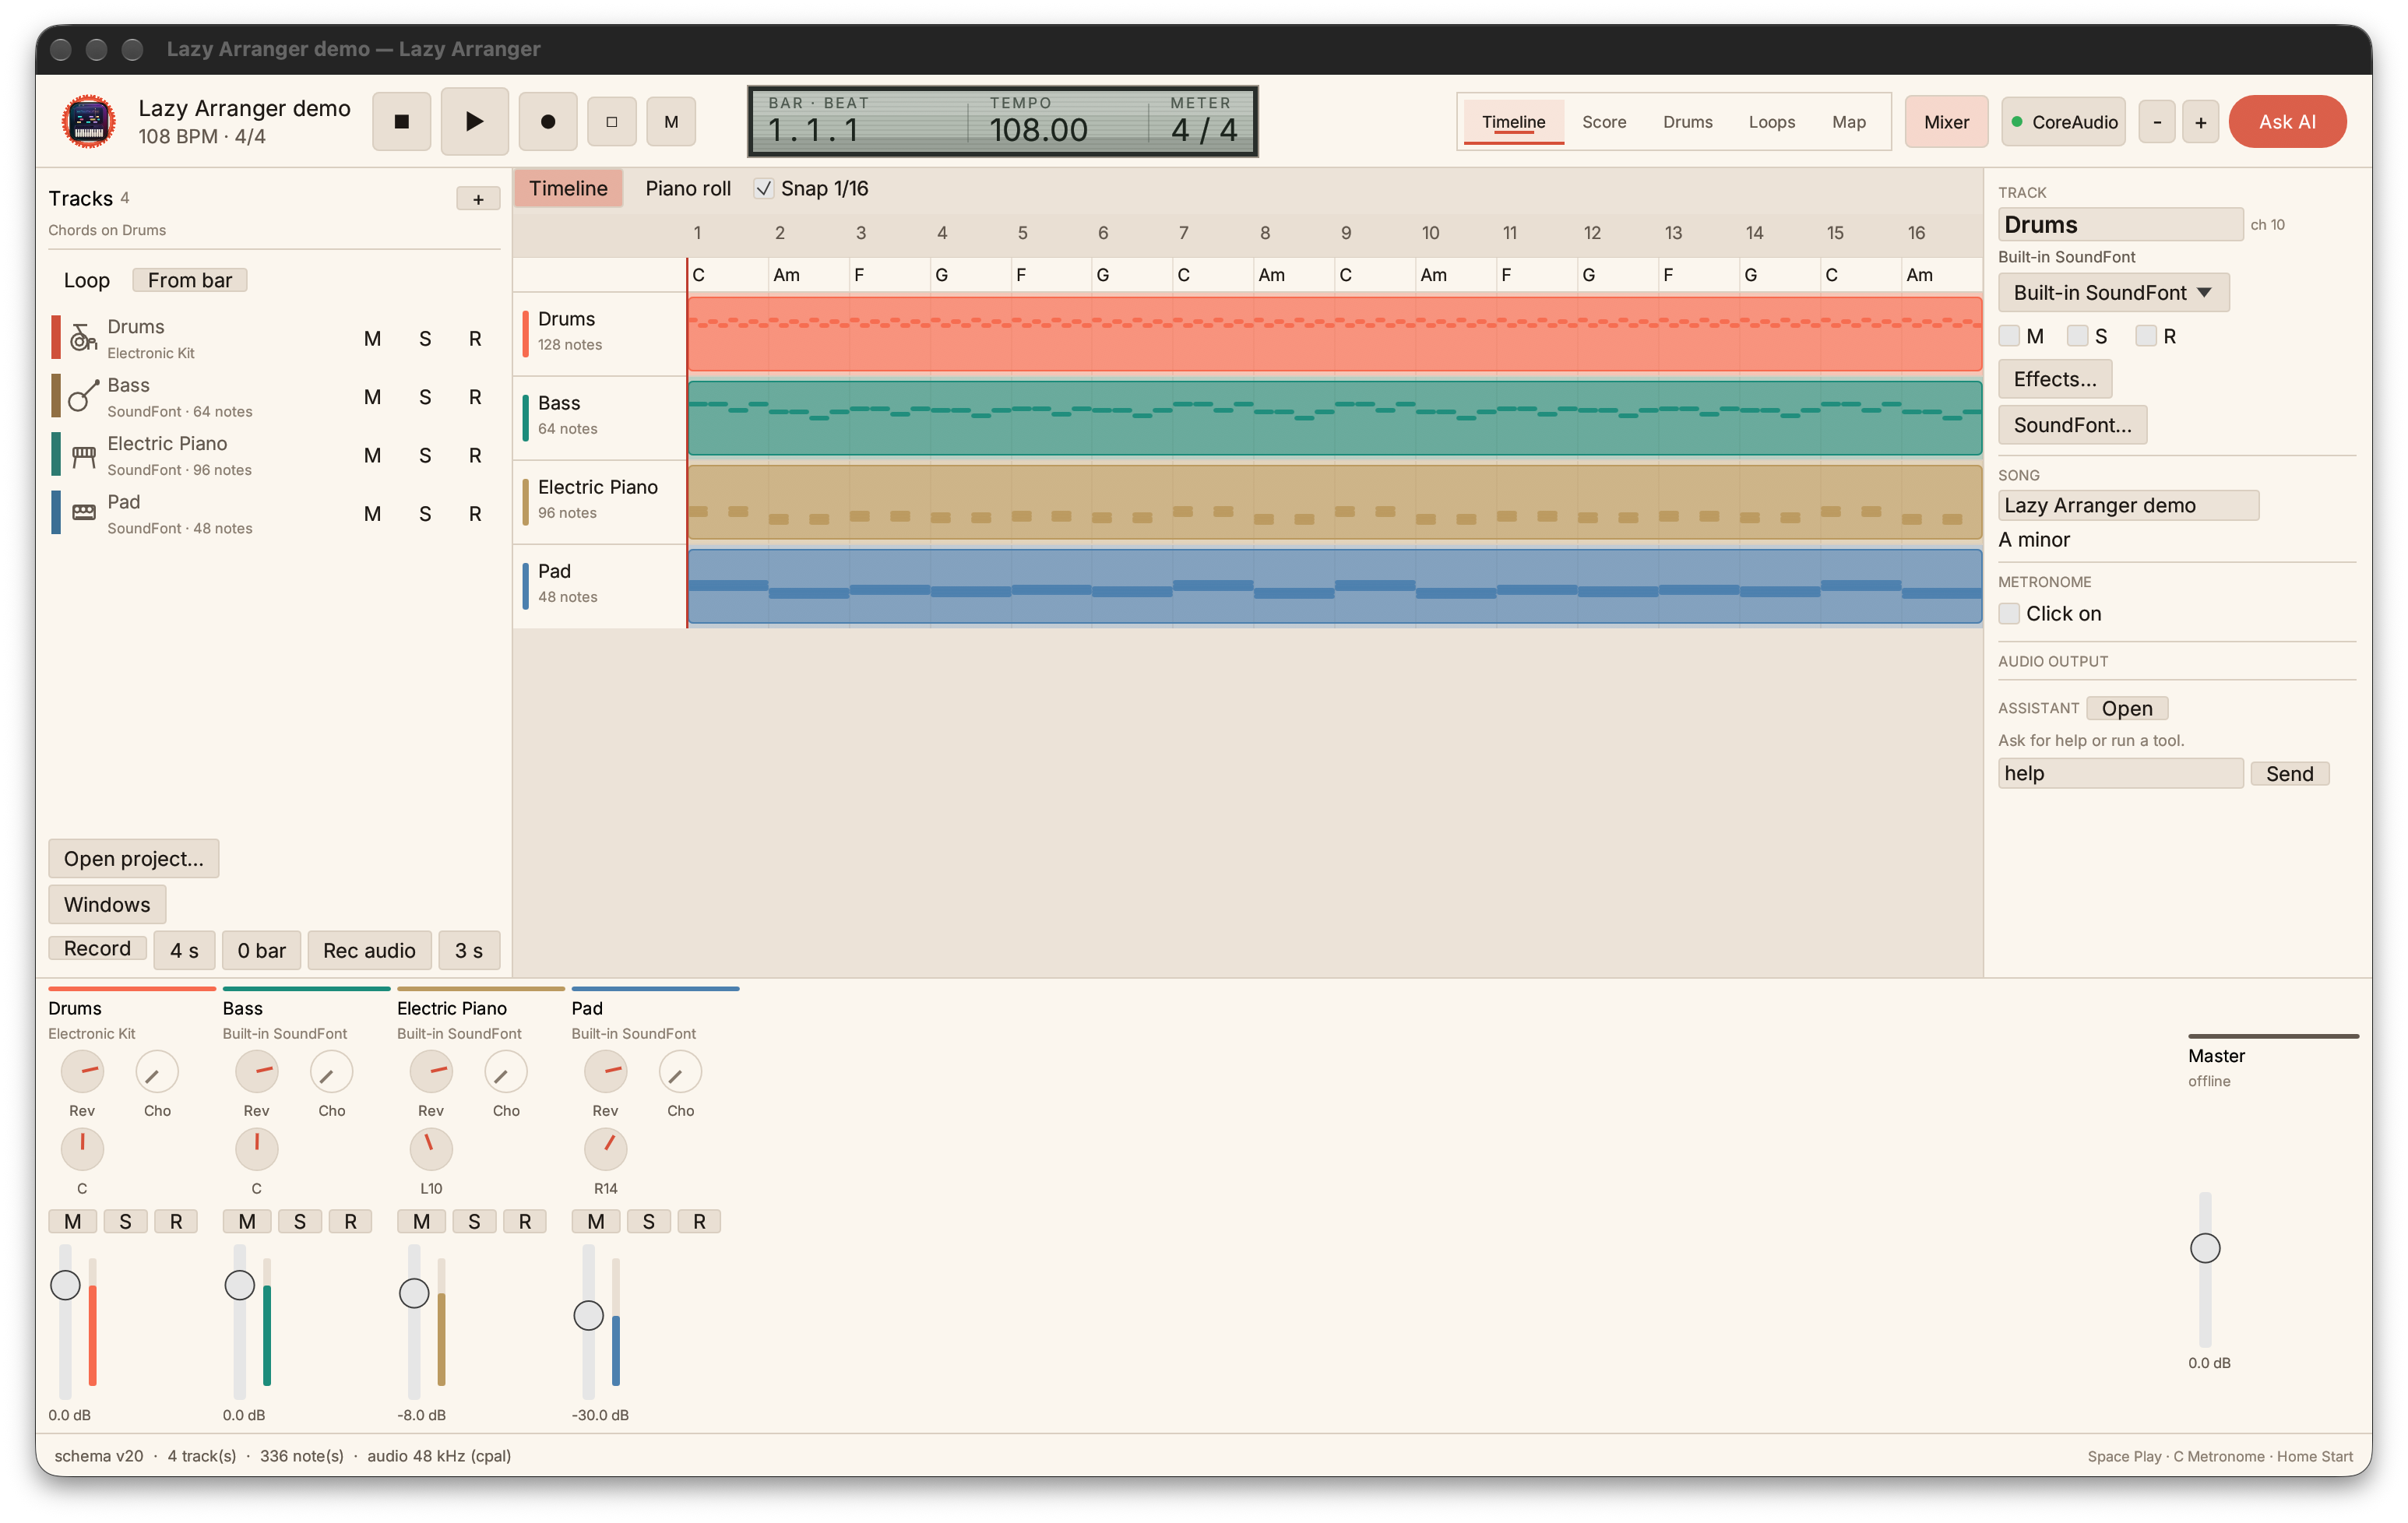 Lazy Arranger demo — Lazy Arranger
Lazy Arranger demo
108 BPM · 4/4
M
BAR · BEAT
1.1.1
TEMPO
108.00
METER
4/4
Timeline
Score
Drums
Loops
Map
Mixer
CoreAudio
-
+
Ask AI
Tracks 4
+
Chords on Drums
Loop
From bar
Drums
Electronic Kit
M S R
Bass
SoundFont · 64 notes
M S R
Electric Piano
SoundFont · 96 notes
M S R
Pad
SoundFont · 48 notes
M S R
Open project...
Windows
Record
4 s
0 bar
Rec audio
3 s
Timeline
Piano roll
Snap 1/16
1 2 3 4 5 6 7 8 9 10 11 12 13 14 15 16
C Am F G F G C Am C Am F G F G C Am
Drums
128 notes
Bass
64 notes
Electric Piano
96 notes
Pad
48 notes
TRACK
Drums
ch 10
Built-in SoundFont
Built-in SoundFont
M S R
Effects...
SoundFont...
SONG
Lazy Arranger demo
A minor
METRONOME
Click on
AUDIO OUTPUT
ASSISTANT
Open
Ask for help or run a tool.
help
Send
Drums
Electronic Kit
Rev Cho
C
M S R
0.0 dB
Bass
Built-in SoundFont
Rev Cho
C
M S R
0.0 dB
Electric Piano
Built-in SoundFont
Rev Cho
L10
M S R
-8.0 dB
Pad
Built-in SoundFont
Rev Cho
R14
M S R
-30.0 dB
Master
offline
0.0 dB
schema v20 · 4 track(s) · 336 note(s) · audio 48 kHz (cpal)
Space Play · C Metronome · Home Start